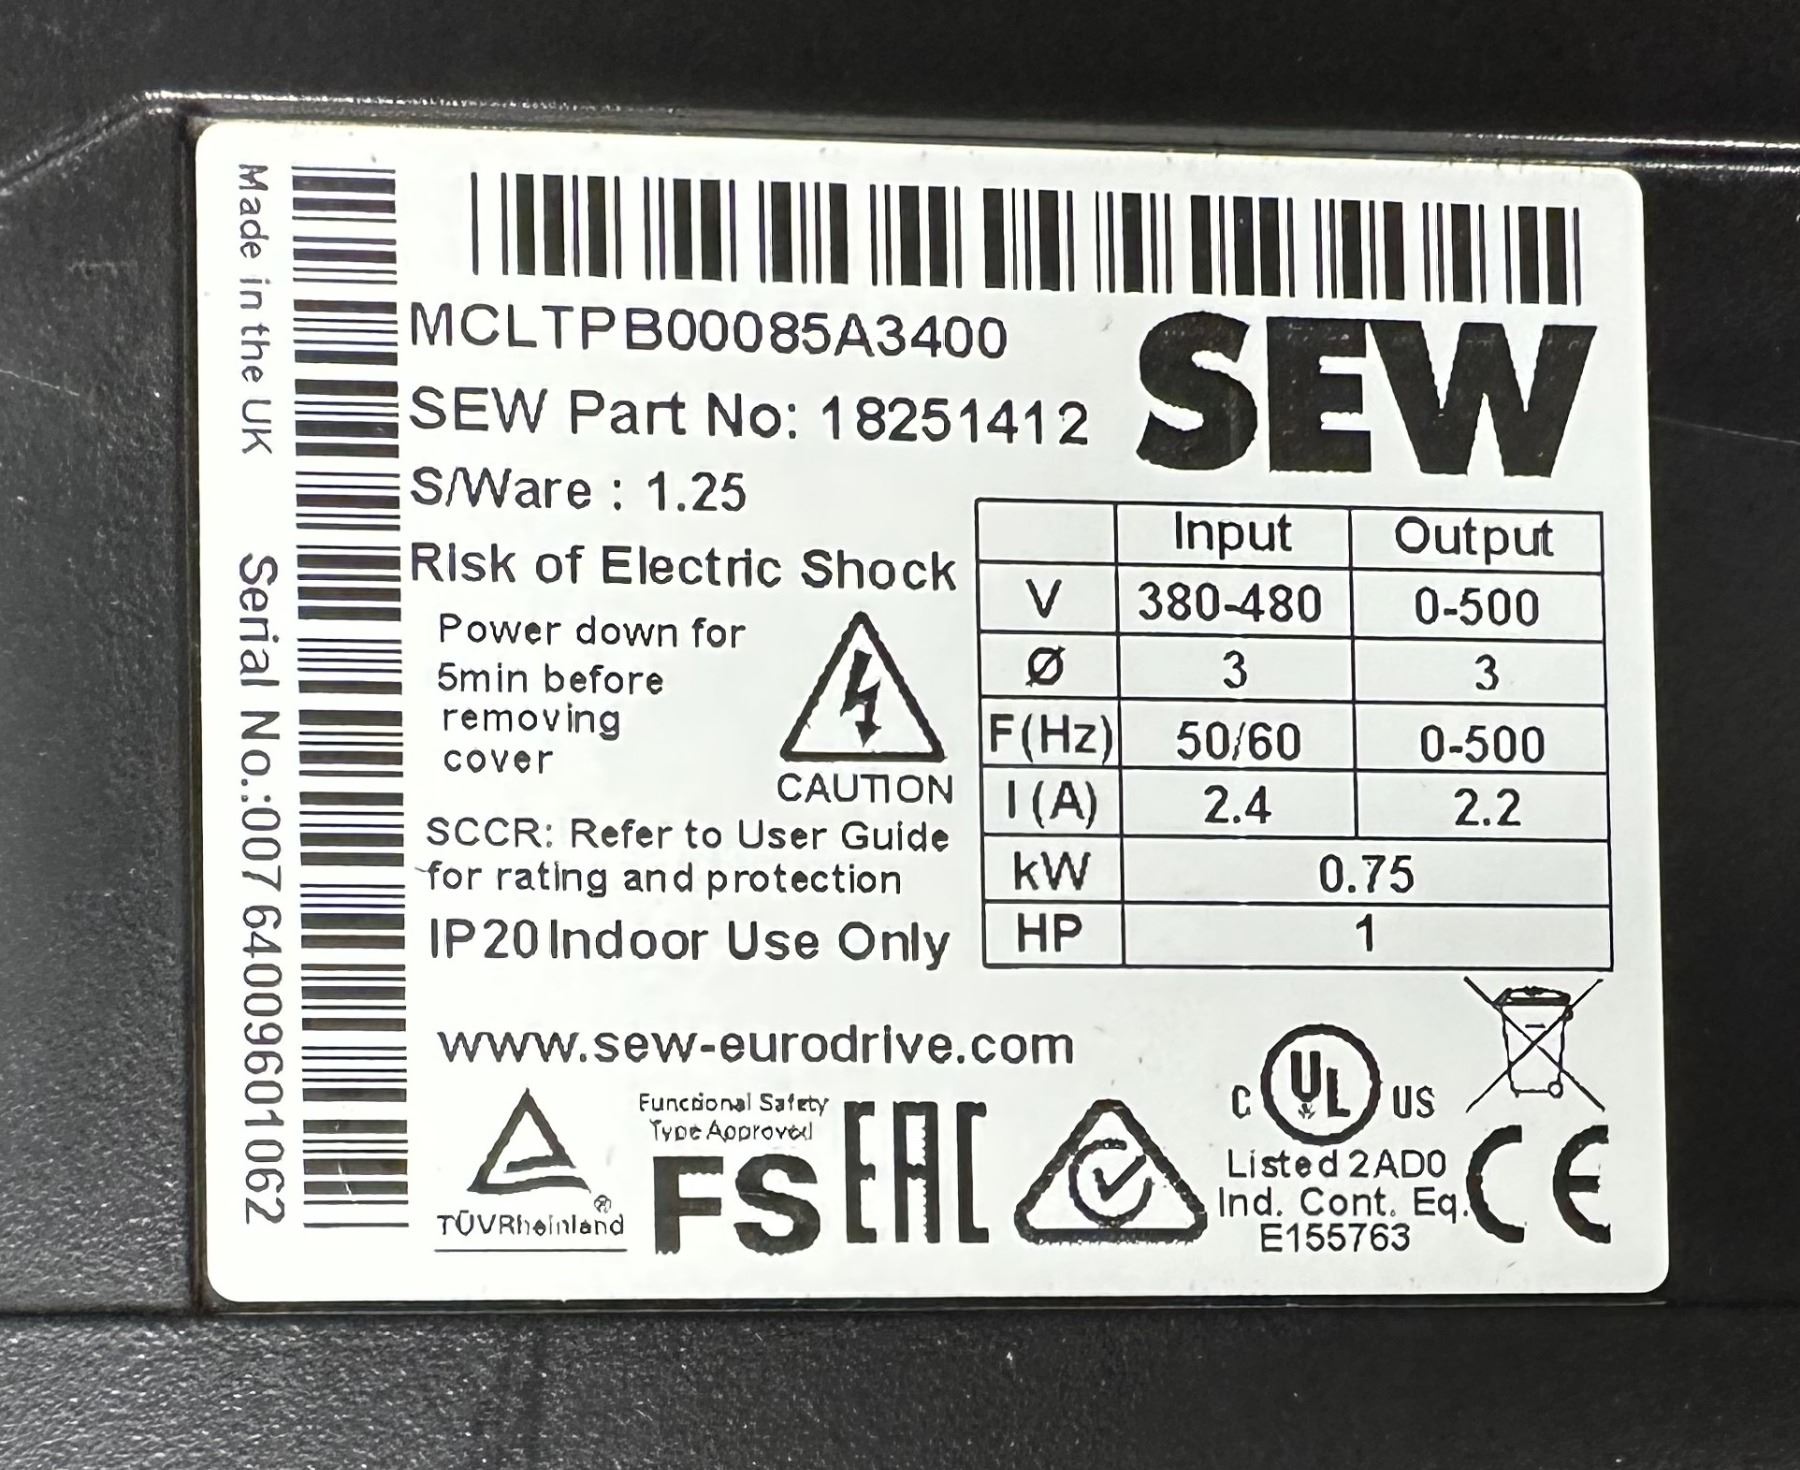 Made in the UK
Serial No.:007 64009601062
MCLTPB00085A3400
SEW
SEW Part No: 18251412
S/Ware : 1.25
Risk of Electric Shock
Power down for
5min before
removing
cover
CAUTION
SCCR: Refer to User Guide
for rating and protection
IP20 Indoor Use Only
Input Output
V 380-480 0-500
Ø 3 3
F(Hz) 50/60 0-500
I (A) 2.4 2.2
kW 0.75
HP 1
www.sew-eurodrive.com
TÜVRheinland ®
Functional Safety
Type Approved
FS
EAC
C UL US
Listed 2AD0
Ind. Cont. Eq.
E155763
CE